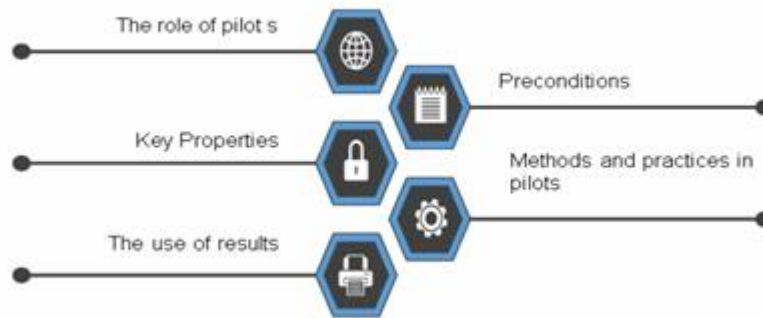 The role of pilot s
Preconditions
Key Properties
Methods and practices in
pilots
The use of results